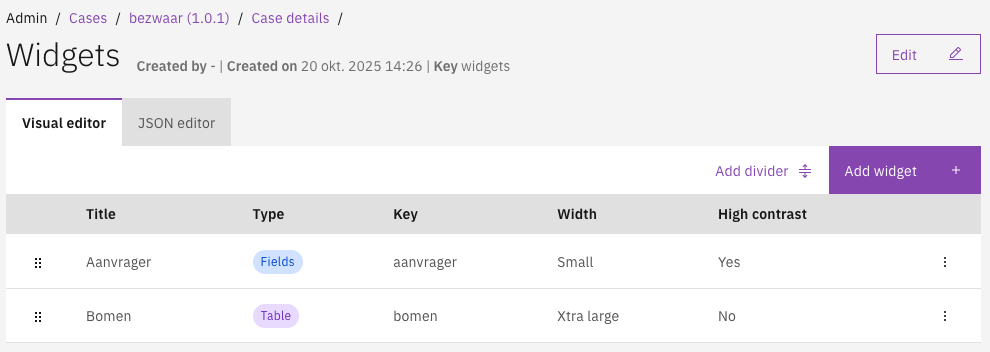 Admin / Cases / bezwaar (1.0.1) / Case details /
Widgets Created by - | Created on 20 okt. 2025 14:26 | Key widgets
Edit
Visual editor JSON editor
Add divider Add widget +
Title Type Key Width High contrast
Aanvrager Fields aanvrager Small Yes
Bomen Table bomen Xtra large No